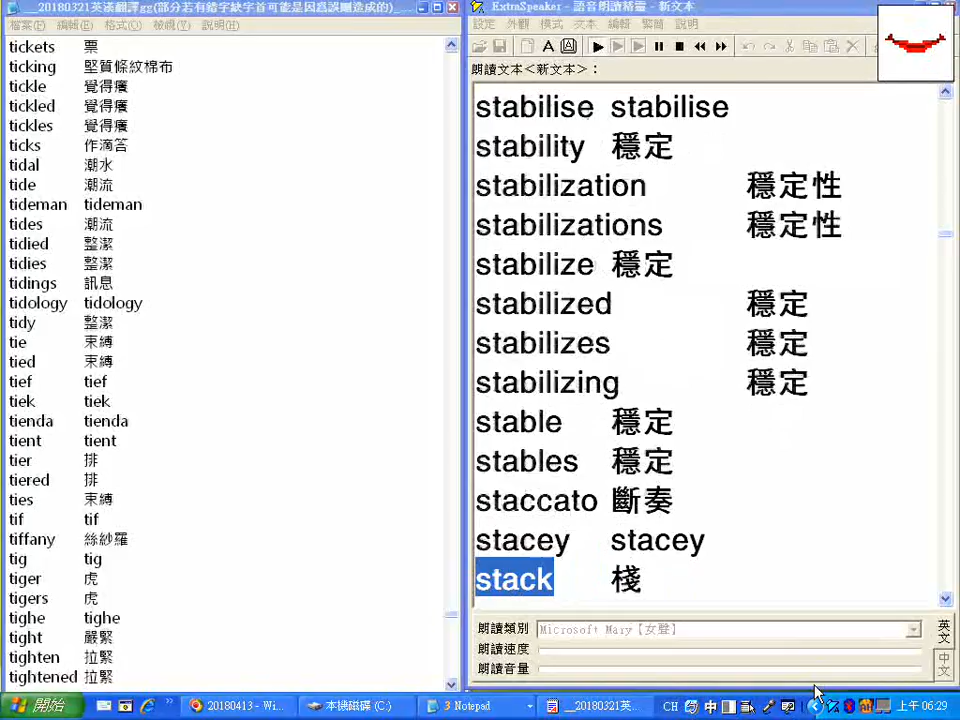 __20180321英漢翻譯gg(部分若有錯字缺字首可能是因為誤刪造成的)_
檔案(F) 編輯(E) 格式(O) 檢視(V) 說明(H)
tickets 票
ticking 堅質條紋棉布
tickle 覺得癢
tickled 覺得癢
tickles 覺得癢
ticks 作滴答
tidal 潮水
tide 潮流
tideman tideman
tides 潮流
tidied 整潔
tidies 整潔
tidings 訊息
tidology tidology
tidy 整潔
tie 束縛
tied 束縛
tief tief
tiek tiek
tienda tienda
tient tient
tier 排
tiered 排
ties 束縛
tif tif
tiffany 絲紗羅
tig tig
tiger 虎
tigers 虎
tighe tighe
tight 嚴緊
tighten 拉緊
tightened 拉緊
ExtraSpeaker - 語音朗讀精靈 - 新文本
設定 外觀 模式 文本 編輯 繁簡 說明
朗讀文本<新文本>：
stabilise stabilise
stability 穩定
stabilization 穩定性
stabilizations 穩定性
stabilize 穩定
stabilized 穩定
stabilizes 穩定
stabilizing 穩定
stable 穩定
stables 穩定
staccato 斷奏
stacey stacey
stack 棧
朗讀類別 Microsoft Mary【女聲】
朗讀速度
朗讀音量
英文
中文
開始 20180413 - Wi... 本機磁碟 (C:) 3 Notepad __20180321英... CH 中 上午 06:29